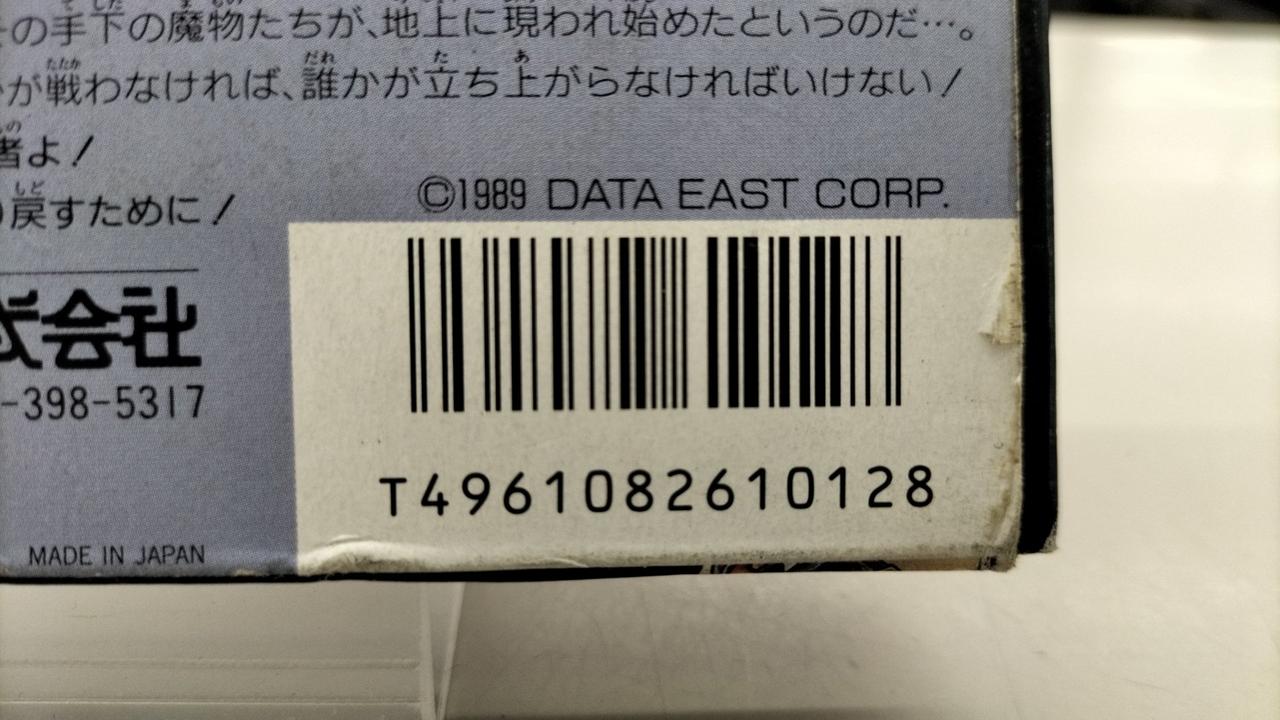 の手下の魔物たちが、地上に現われ始めたというのだ…。
が戦わなければ、誰かが立ち上がらなければいけない!
者よ!
戻すために!
©1989 DATA EAST CORP.
式会社
-398-5317
T4961082610128
MADE IN JAPAN